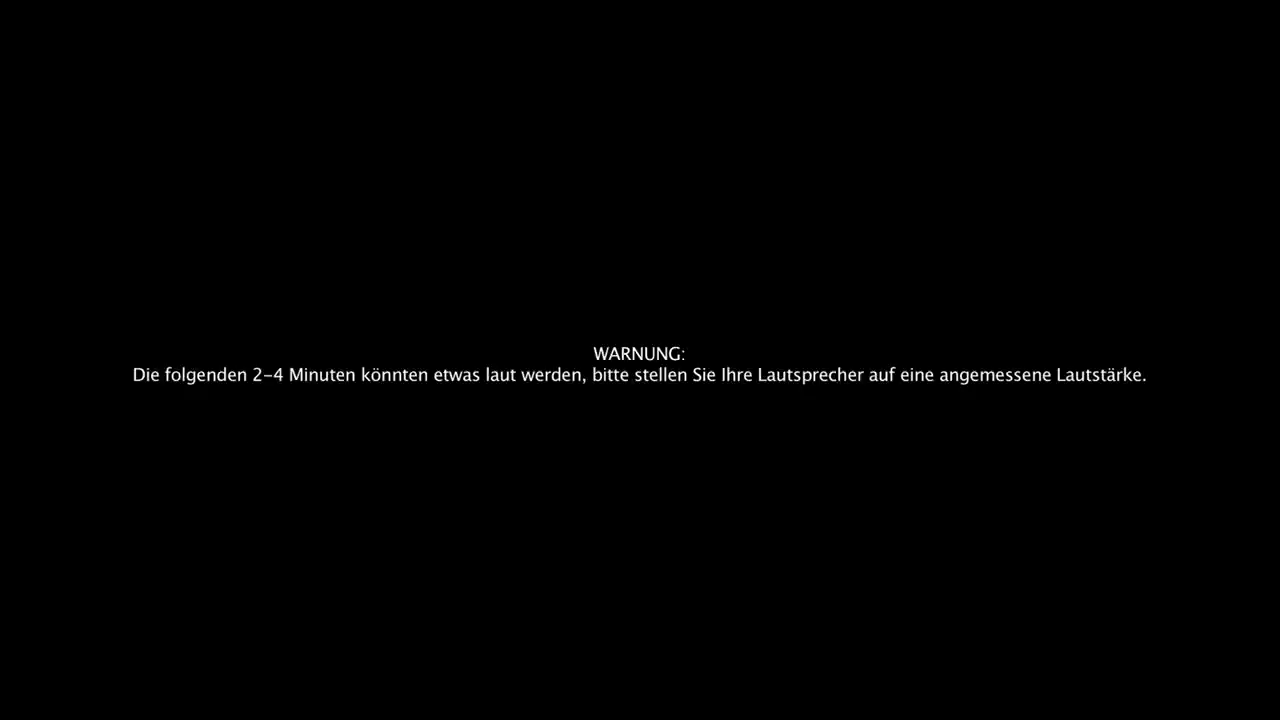 WARNUNG:
Die folgenden 2–4 Minuten könnten etwas laut werden, bitte stellen Sie Ihre Lautsprecher auf eine angemessene Lautstärke.